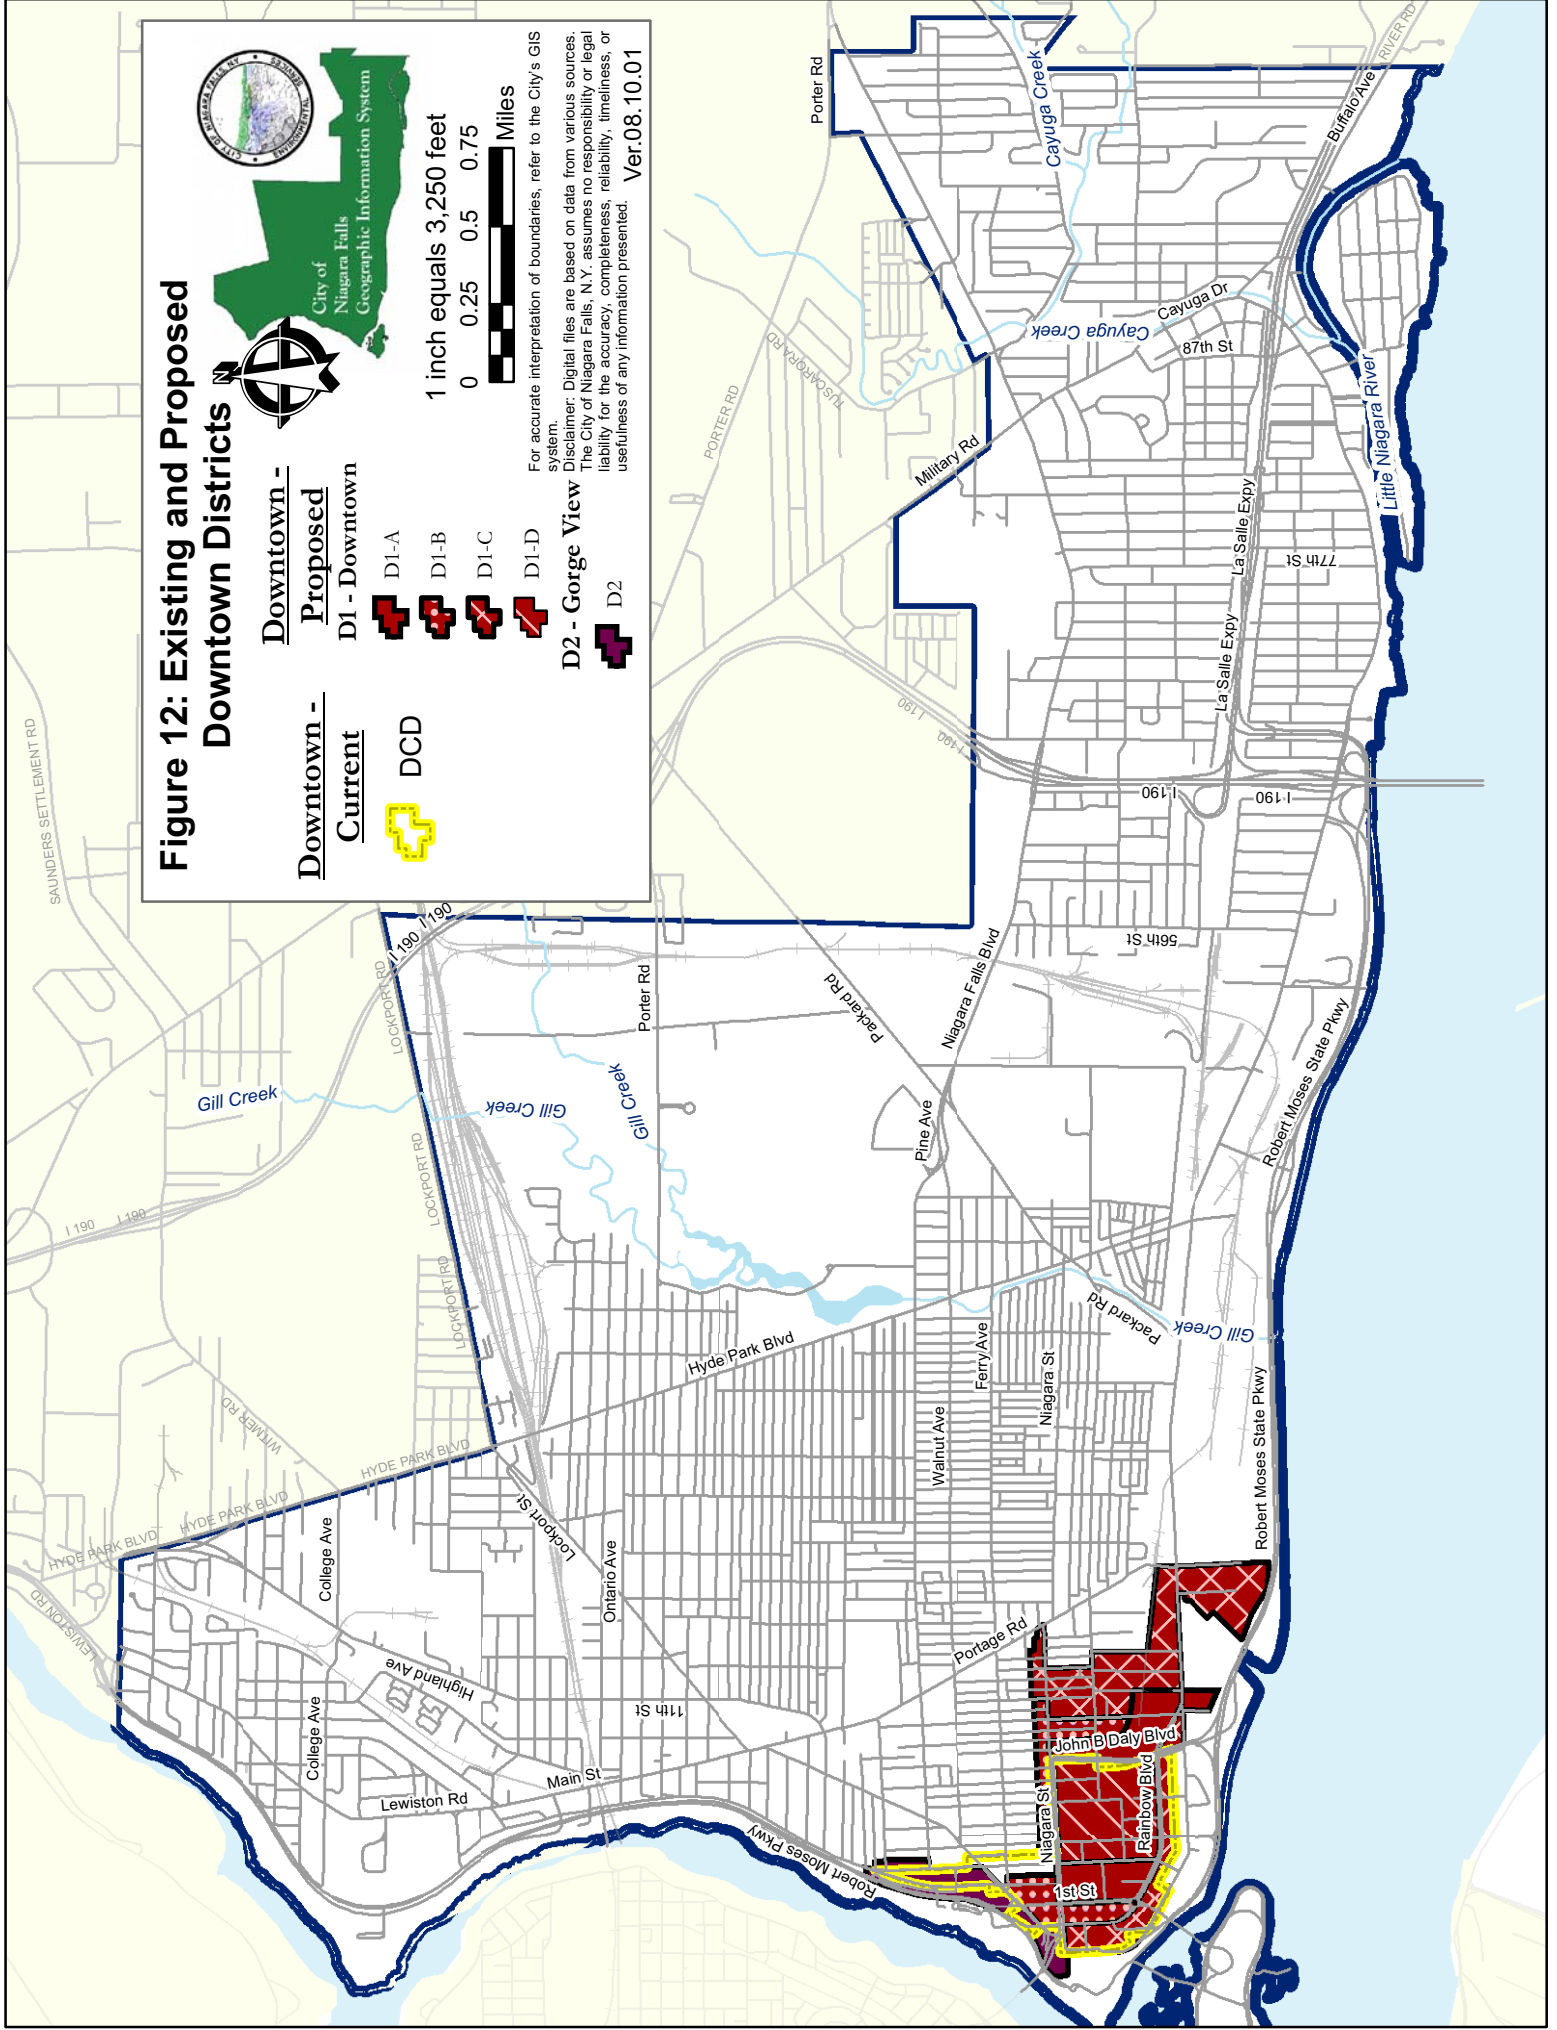 Figure 12: Existing and Proposed
Downtown Districts
Downtown -
Current
DCD
Downtown -
Proposed
D1 - Downtown
D1-A
D1-B
D1-C
D1-D
D2 - Gorge View
D2
N
CITY OF NIAGARA FALLS, NY
ENVIRONMENTAL SERVICES
City of
Niagara Falls
Geographic Information System
1 inch equals 3,250 feet
0 0.25 0.5 0.75
Miles
For accurate interpretation of boundaries, refer to the City's GIS
system.
Disclaimer: Digital files are based on data from various sources.
The City of Niagara Falls, N.Y. assumes no responsibility or legal
liability for the accuracy, completeness, reliability, timeliness, or
usefulness of any information presented.
Ver.08.10.01
SAUNDERS SETTLEMENT RD
LEWISTON RD
HYDE PARK BLVD
HYDE PARK BLVD
HYDE PARK BLVD
WITMER RD
I 190
I 190
Gill Creek
LOCKPORT RD
LOCKPORT RD
LOCKPORT RD
I 190
I 190
College Ave
College Ave
Highland Ave
Lewiston Rd
Main St
Lockport St
Ontario Ave
11th St
Gill Creek
Gill Creek
Porter Rd
Hyde Park Blvd
Packard Rd
Niagara Falls Blvd
Pine Ave
Walnut Ave
Ferry Ave
Niagara St
Packard Rd
Gill Creek
Portage Rd
Robert Moses Pkwy
Niagara St
1st St
John B Daly Blvd
Rainbow Blvd
Robert Moses State Pkwy
Robert Moses State Pkwy
56th St
I 190
I 190
I 190
I 190
La Salle Expy
La Salle Expy
77th St
Little Niagara River
Military Rd
PORTER RD
TUSCARORA RD
Porter Rd
Cayuga Creek
Cayuga Creek
Cayuga Dr
87th St
Buffalo Ave
RIVER RD